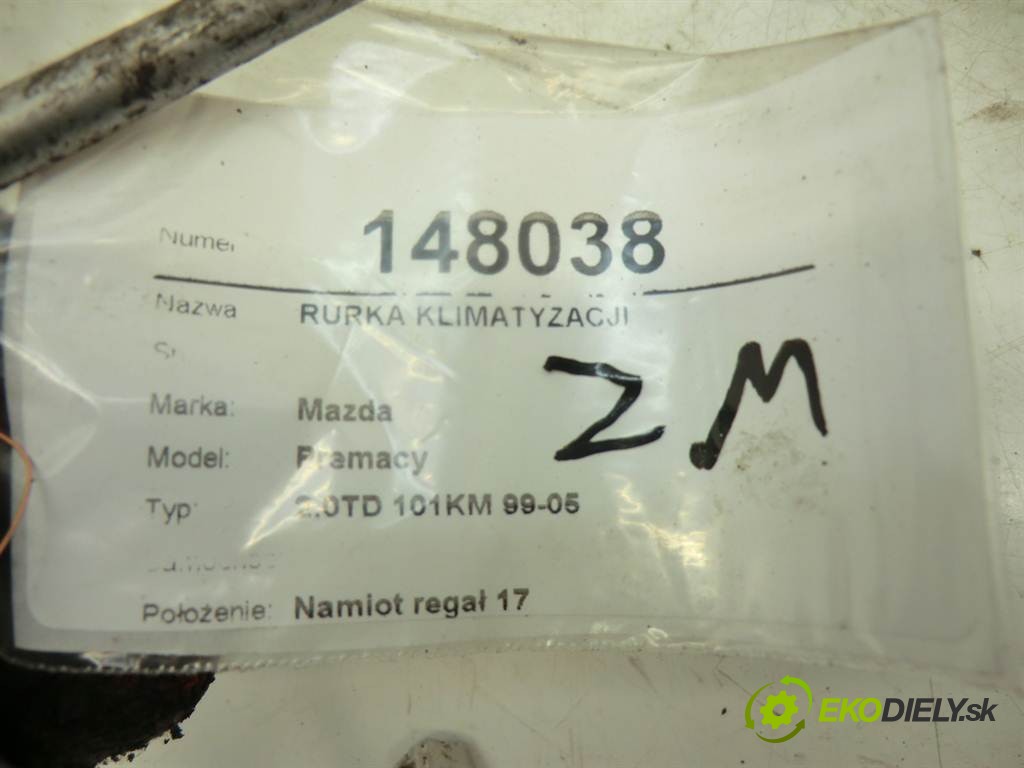 Numer 148038
Nazwa RURKA KLIMATYZACJI
ZM
Marka: Mazda
Model: Premacy
Typ: 2.0TD 101KM 99-05
Położenie: Namiot regał 17
EKODIELY.sk